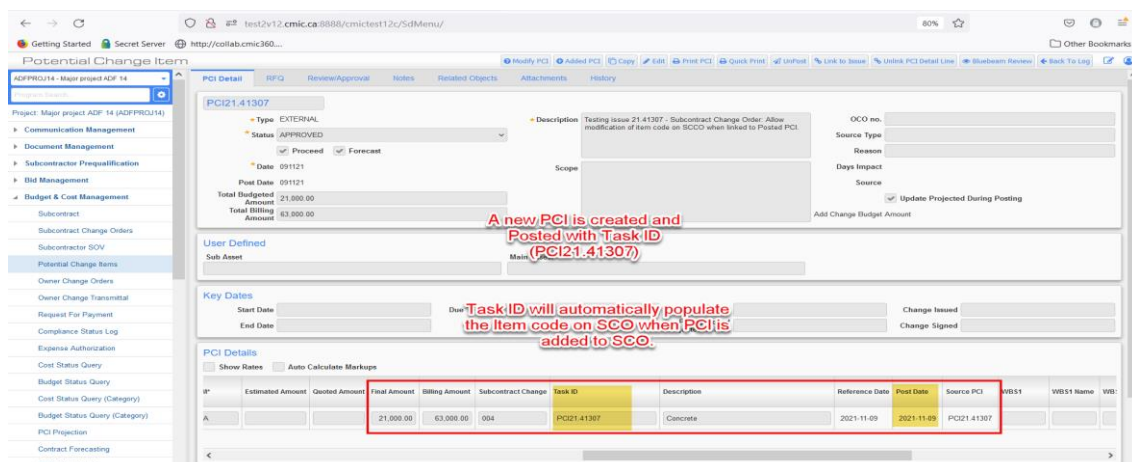 test2v12.cmic.ca:8888/cmictest12c/SdMenu/
80%
Getting Started Secret Server http://collab.cmic360....
Other Bookmarks
Potential Change Item
Modify PCI Added PCI Copy Edit Print PCI Quick Print UnPost Link to Issue Unlink PCI Detail Line Bluebeam Review Back To Log
ADFPROJ14 - Major project ADF 14
Project: Major project ADF 14 (ADFPROJ14)
Communication Management
Document Management
Subcontractor Prequalification
Bid Management
Budget & Cost Management
Subcontract
Subcontract Change Orders
Subcontractor SOV
Potential Change Items
Owner Change Orders
Owner Change Transmittal
Request For Payment
Compliance Status Log
Expense Authorization
Cost Status Query
Budget Status Query
Cost Status Query (Category)
Budget Status Query (Category)
PCI Projection
Contract Forecasting
PCI Detail RFQ Review/Approval Notes Related Objects Attachments History
PCI21.41307
* Type EXTERNAL
* Status APPROVED
Proceed Forecast
* Date 091121
Post Date 091121
Total Budgeted Amount 21,000.00
Total Billing Amount 63,000.00
* Description Testing issue 21.41307 - Subcontract Change Order: Allow
modification of item code on SCCO when linked to Posted PCI.
Scope
OCO no.
Source Type
Reason
Days Impact
Source
Update Projected During Posting
Add Change Budget Amount
A new PCI is created and
Posted with Task ID
(PCI21.41307)
User Defined
Sub Asset
Key Dates
Start Date
End Date
Change Issued
Change Signed
Task ID will automatically populate
the Item code on SCO when PCI is
added to SCO.
PCI Details
Show Rates Auto Calculate Markups
Estimated Amount Quoted Amount Final Amount Billing Amount Subcontract Change Task ID Description Reference Date Post Date Source PCI WBS1 WBS1 Name
A 21,000.00 63,000.00 004 PCI21.41307 Concrete 2021-11-09 2021-11-09 PCI21.41307